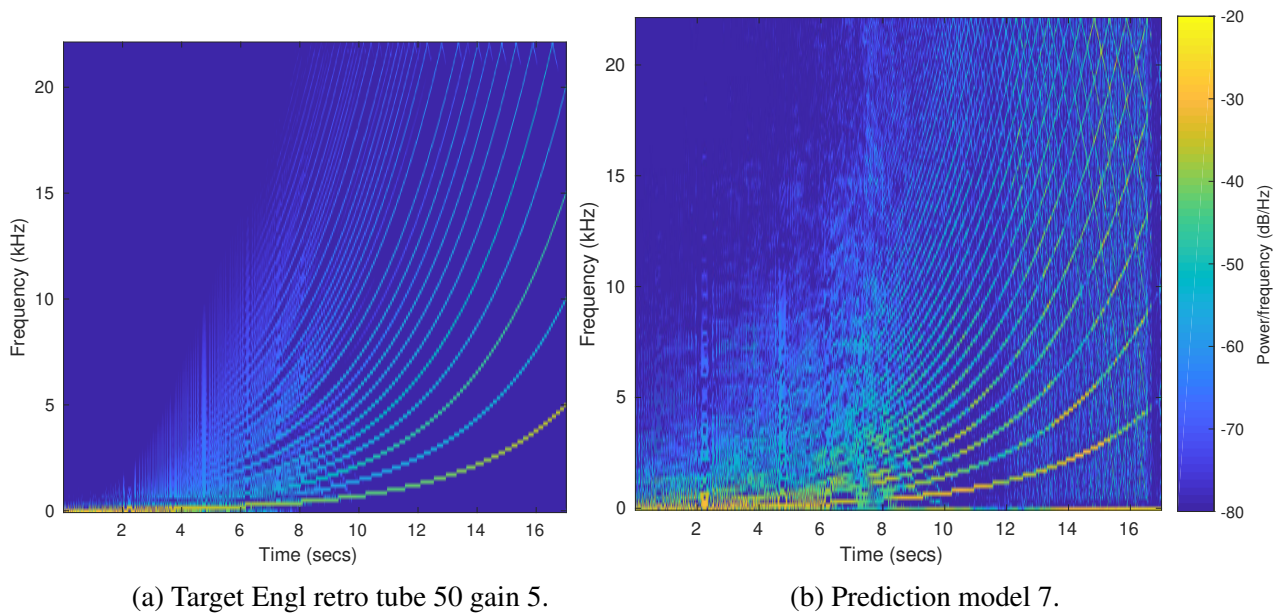 20
15
10
5
0
Frequency (kHz)
2 4 6 8 10 12 14 16
Time (secs)
(a) Target Engl retro tube 50 gain 5.
20
15
10
5
0
Frequency (kHz)
2 4 6 8 10 12 14 16
Time (secs)
(b) Prediction model 7.
-20
-30
-40
-50
-60
-70
-80
Power/frequency (dB/Hz)